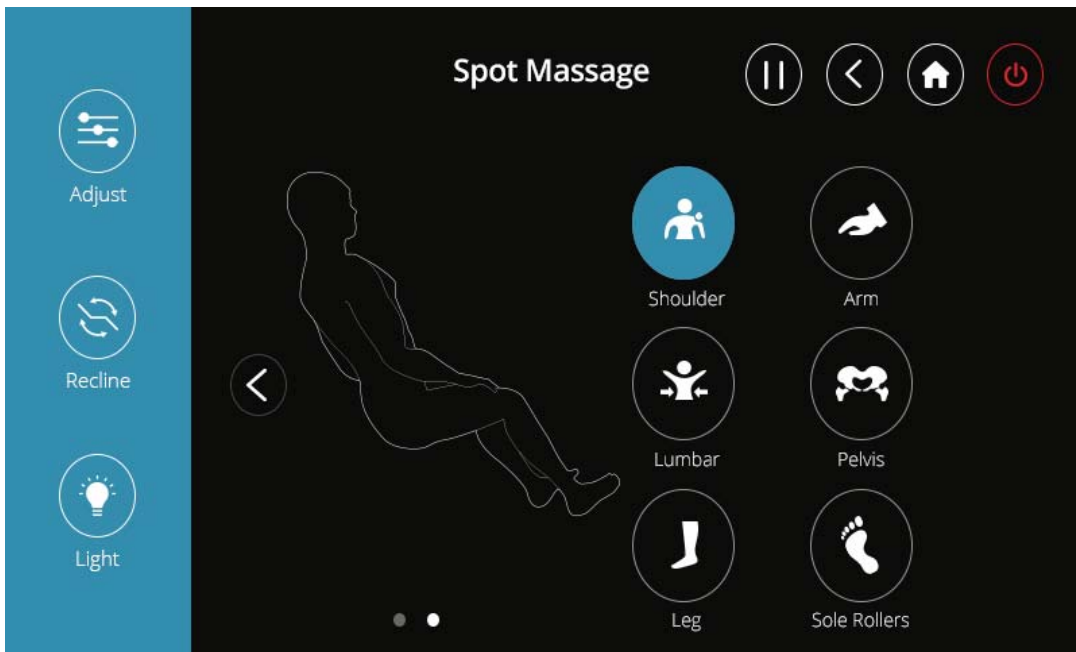 Spot Massage
Adjust
Recline
Light
Shoulder
Arm
Lumbar
Pelvis
Leg
Sole Rollers